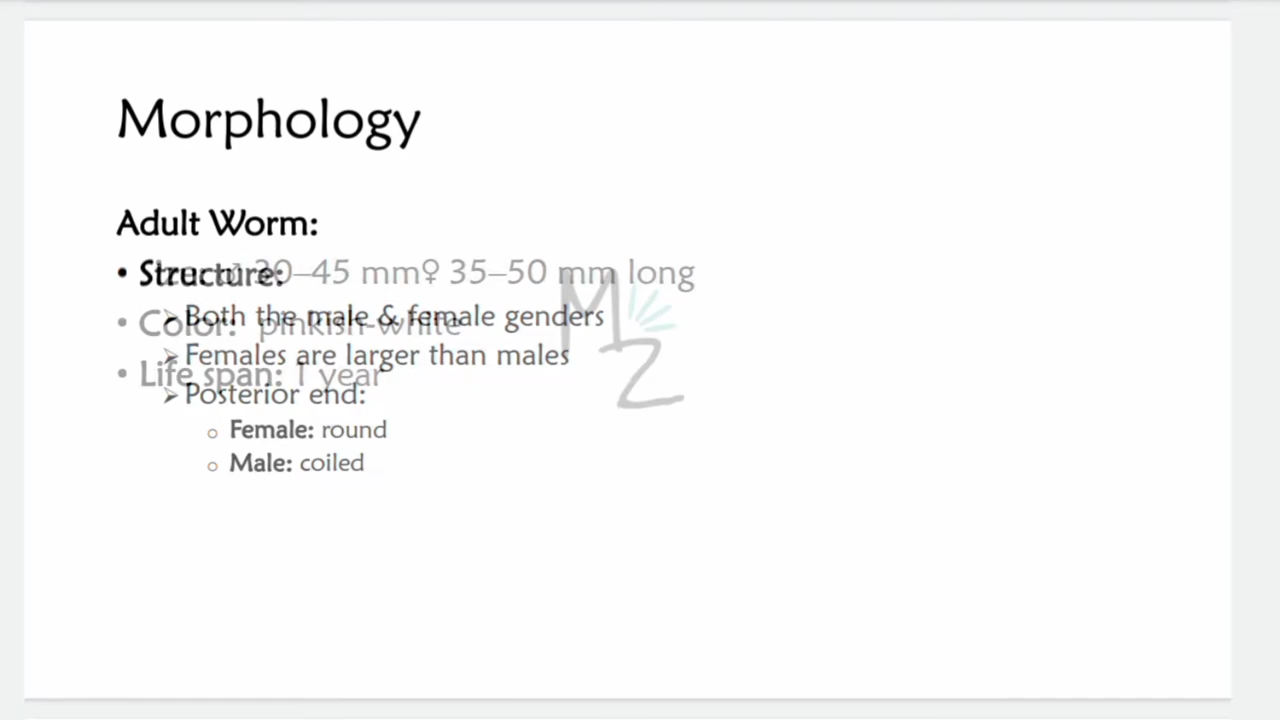 Morphology
Adult Worm:
• Structure:
30–45 mm♀ 35–50 mm long
➢ Both the male & female genders
• Color: pinkish-white
➢ Females are larger than males
• Life span: 1 year
➢ Posterior end:
○ Female: round
○ Male: coiled
MZ